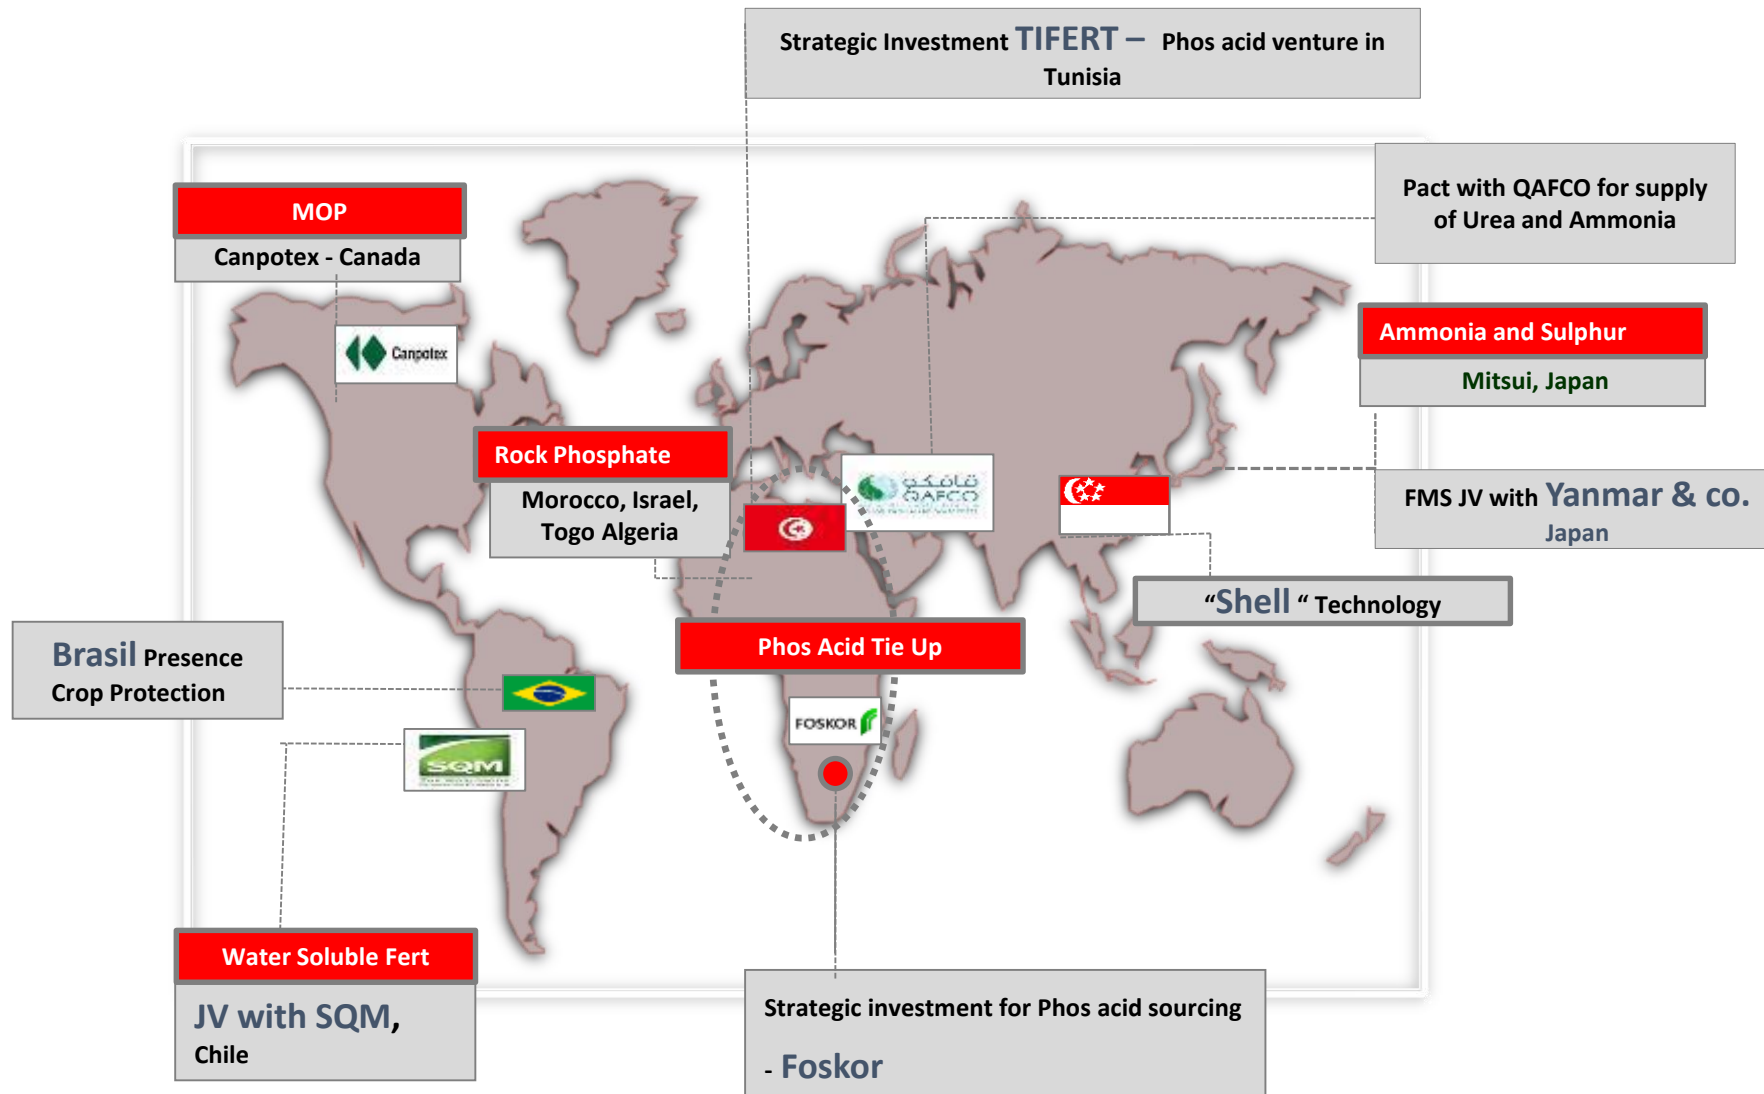 Strategic Investment TIFERT – Phos acid venture in
Tunisia
Pact with QAFCO for supply
of Urea and Ammonia
MOP
Canpotex - Canada
Canpotex
Ammonia and Sulphur
Mitsui, Japan
Rock Phosphate
Morocco, Israel,
Togo Algeria
قافكو
QAFCO
FMS JV with Yanmar & co.
Japan
“Shell “ Technology
Brasil Presence
Crop Protection
Phos Acid Tie Up
FOSKOR
SQM
Water Soluble Fert
JV with SQM,
Chile
Strategic investment for Phos acid sourcing
- Foskor